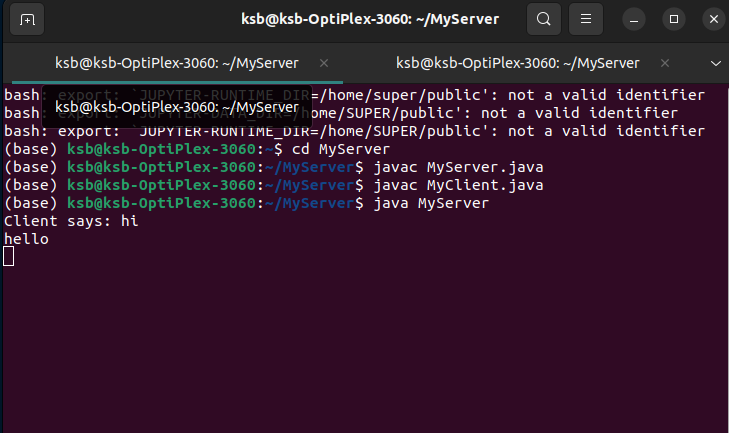 ksb@ksb-OptiPlex-3060: ~/MyServer
ksb@ksb-OptiPlex-3060: ~/MyServer × ksb@ksb-OptiPlex-3060: ~/MyServer ×
bash: export: `JUPYTER-RUNTIME_DIR=/home/super/public': not a valid identifier
bash: export: `JUPYTER-DATA_DIR=/home/SUPER/public': not a valid identifier
ksb@ksb-OptiPlex-3060: ~/MyServer
bash: export: `JUPYTER-RUNTIME_DIR=/home/SUPER/public': not a valid identifier
(base) ksb@ksb-OptiPlex-3060:~$ cd MyServer
(base) ksb@ksb-OptiPlex-3060:~/MyServer$ javac MyServer.java
(base) ksb@ksb-OptiPlex-3060:~/MyServer$ javac MyClient.java
(base) ksb@ksb-OptiPlex-3060:~/MyServer$ java MyServer
Client says: hi
hello